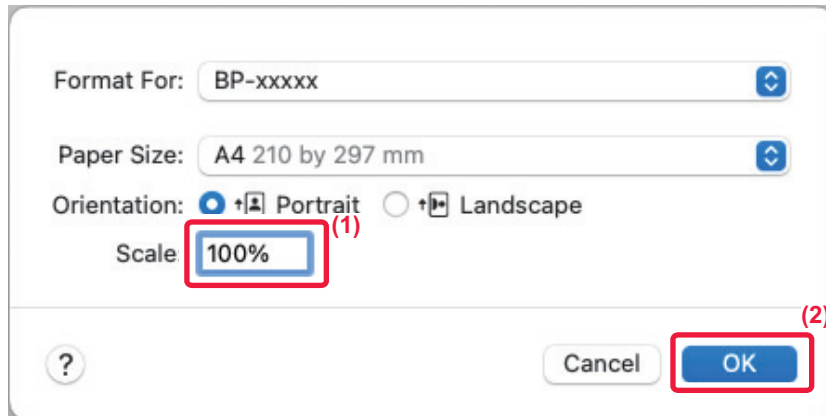 Format For: BP-xxxxx
Paper Size: A4 210 by 297 mm
Orientation: Portrait Landscape
(1)
Scale 100%
(2)
? Cancel OK